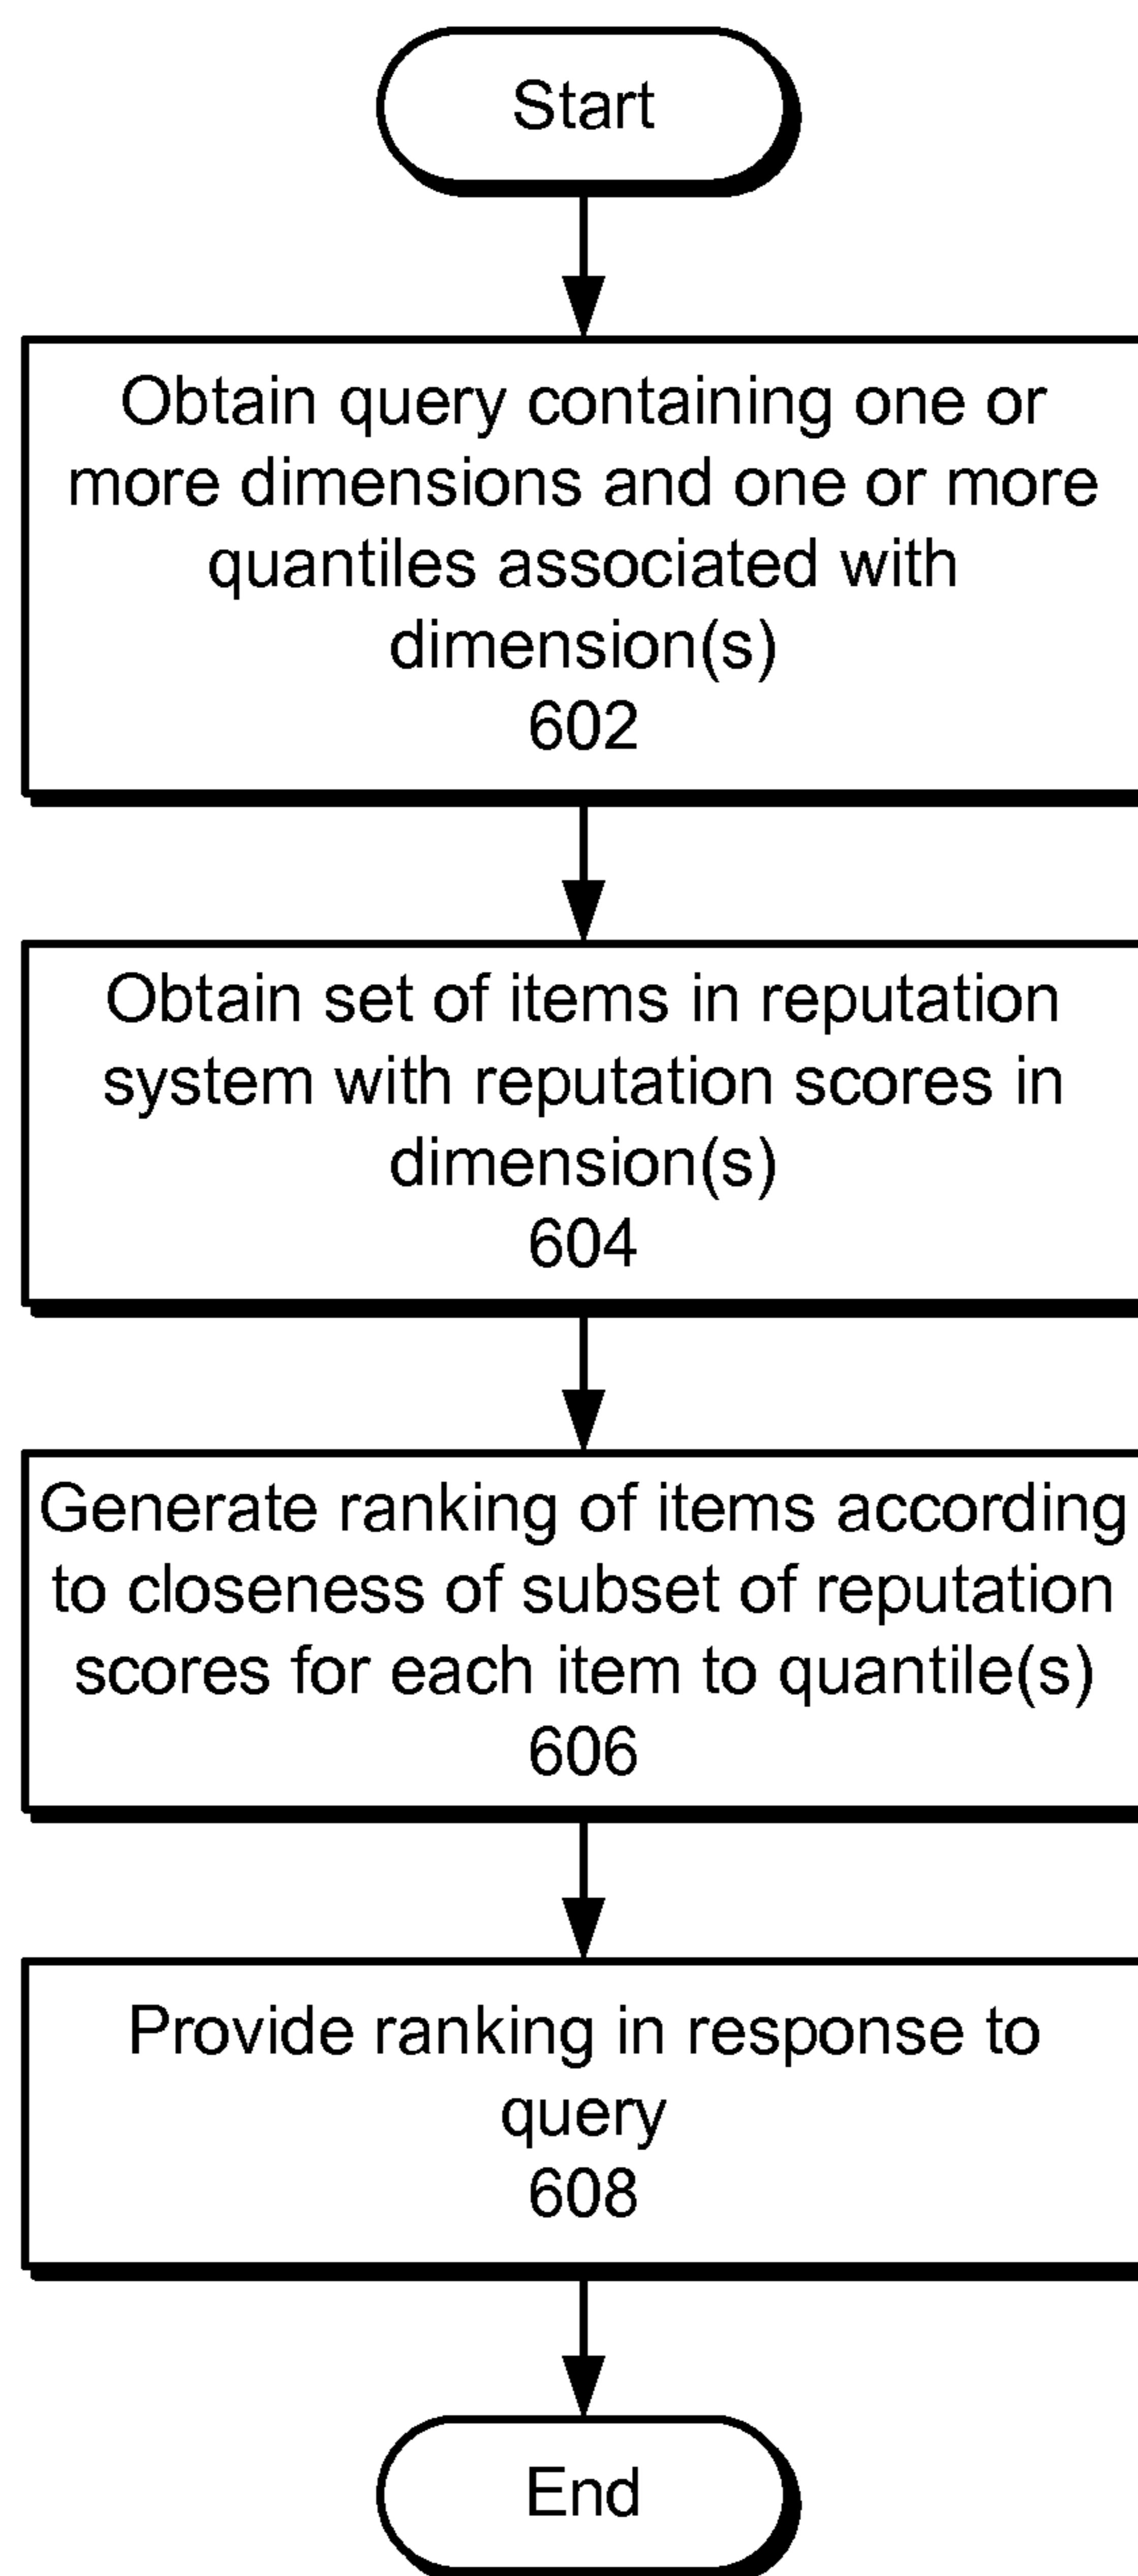 Start
Obtain query containing one or
more dimensions and one or more
quantiles associated with
dimension(s)
602
Obtain set of items in reputation
system with reputation scores in
dimension(s)
604
Generate ranking of items according
to closeness of subset of reputation
scores for each item to quantile(s)
606
Provide ranking in response to
query
608
End